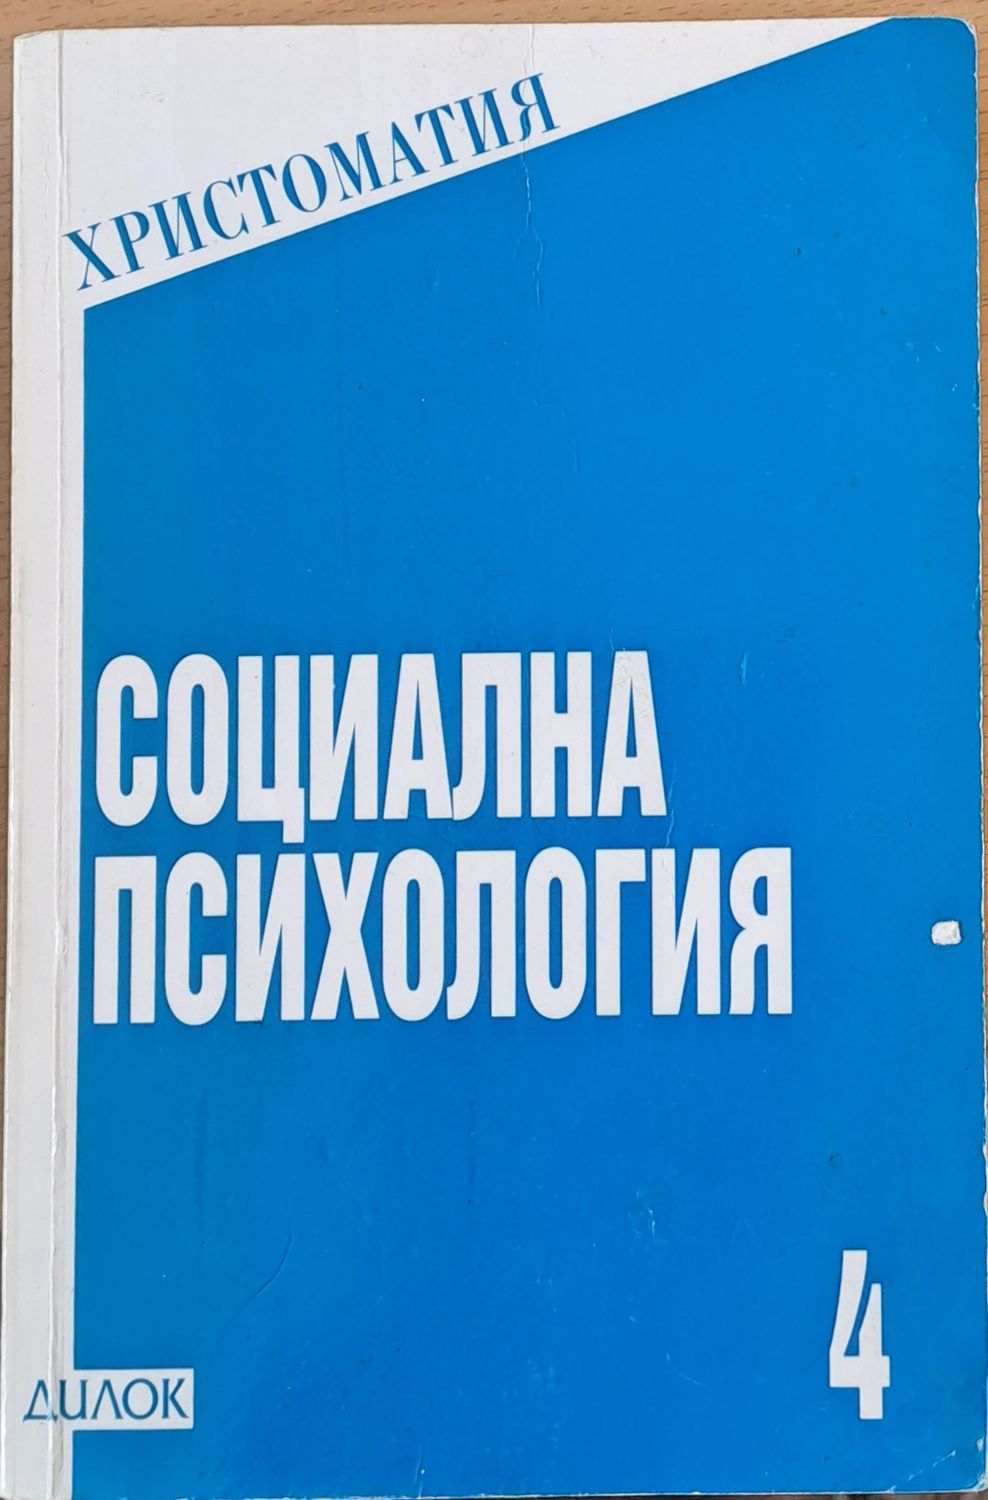 ХРИСТОМАТИЯ
СОЦИАЛНА
ПСИХОЛОГИЯ
4
ДИЛОК